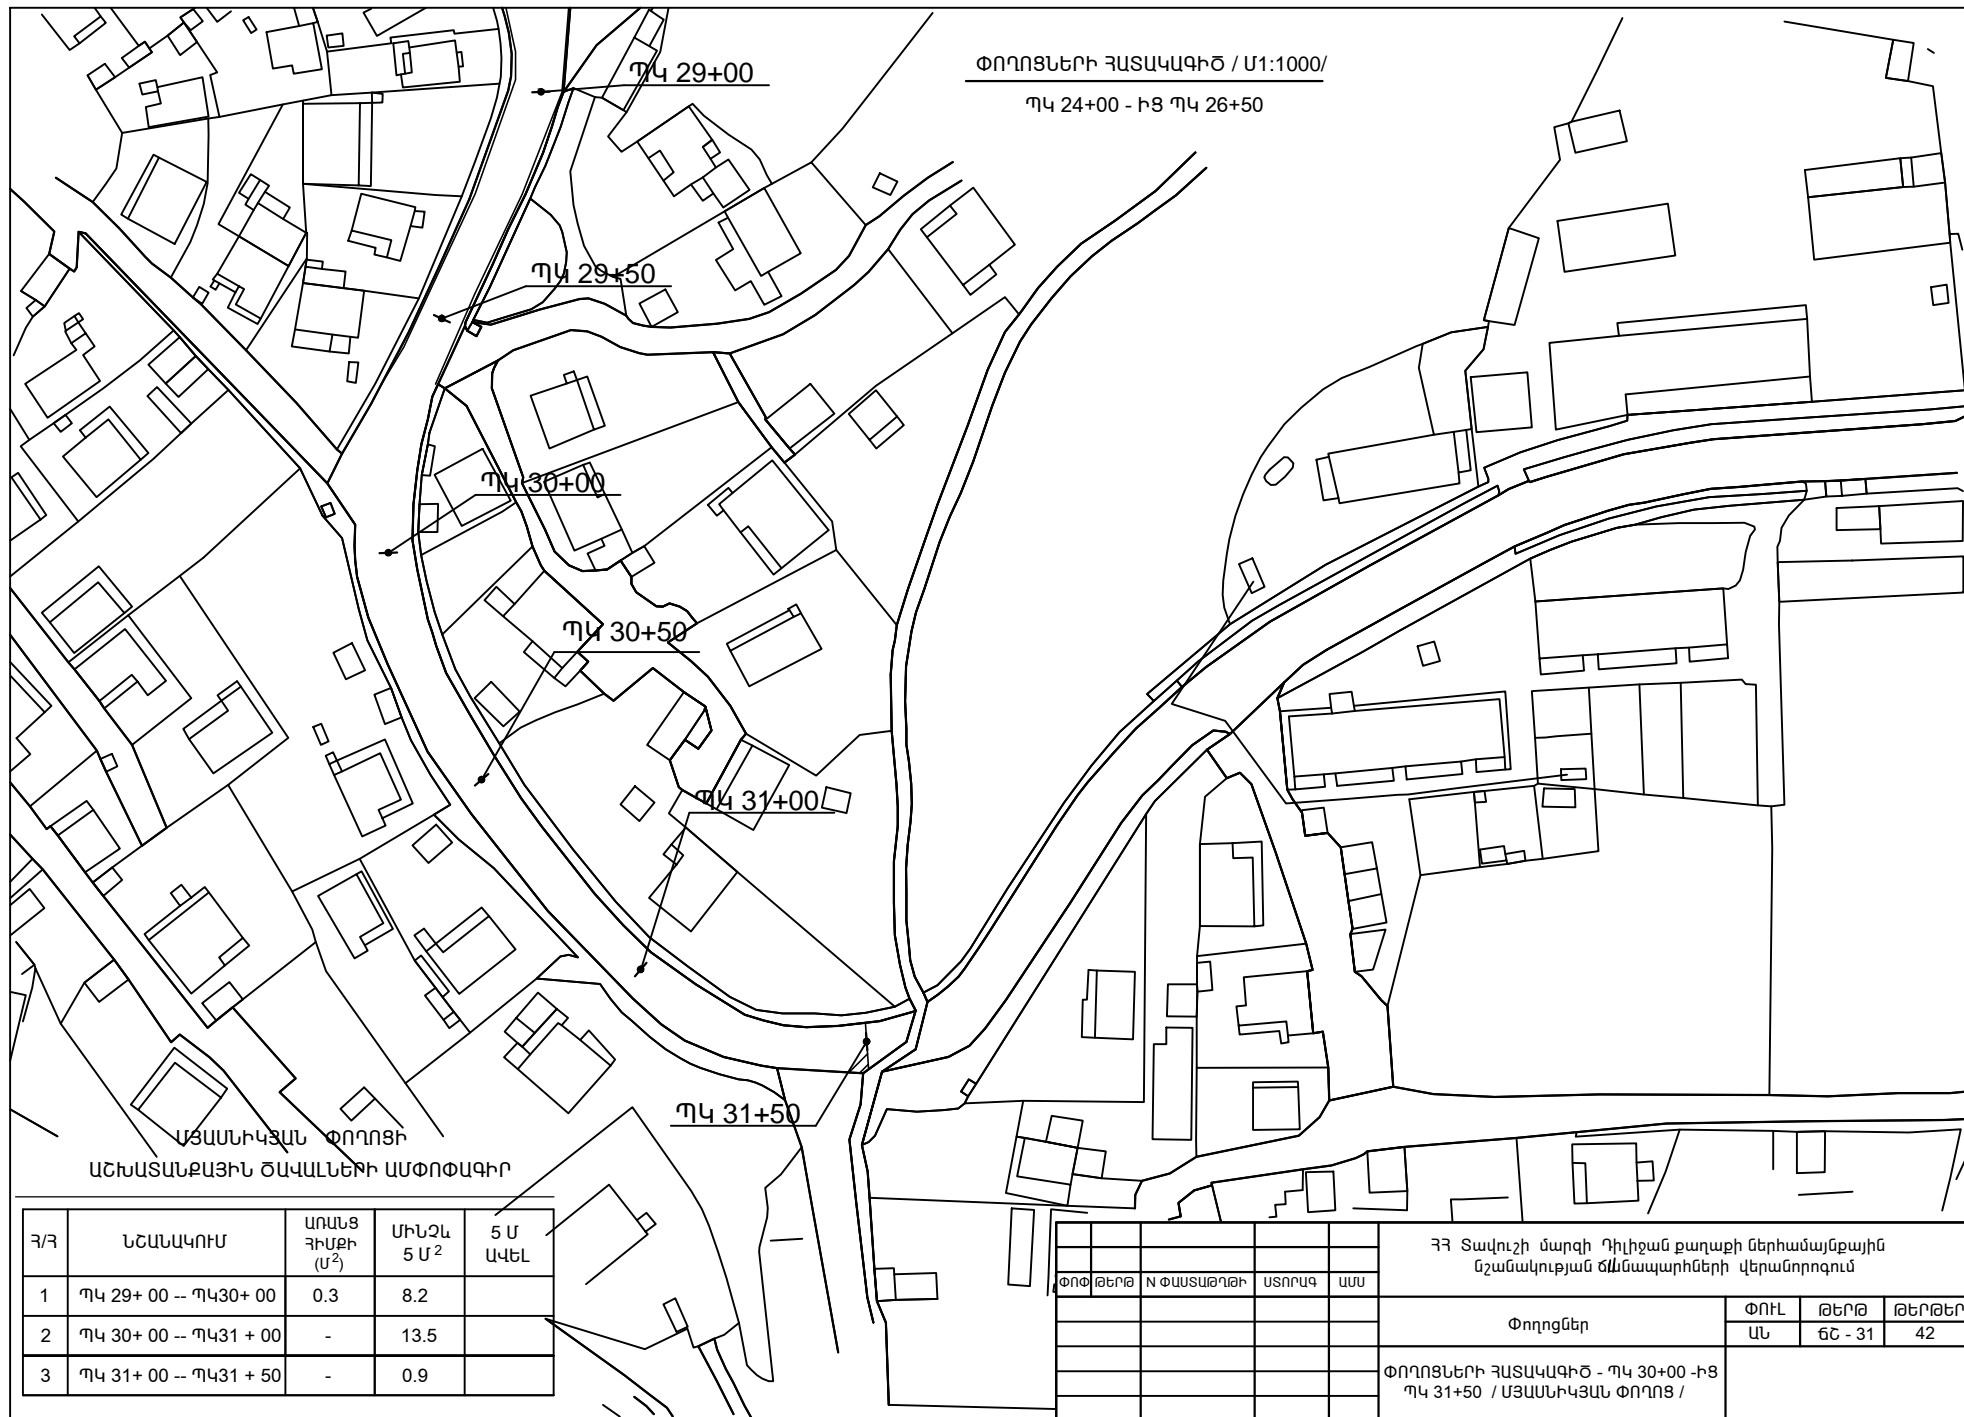 ՊԿ 29+00
ՓՈՂՈՑՆԵՐԻ ՀԱՏԱԿԱԳԻԾ / Մ1:1000/
ՊԿ 24+00 - ԻՑ ՊԿ 26+50
ՊԿ 29+50
ՊԿ 30+00
ՊԿ 30+50
ՊԿ 31+00
ՊԿ 31+50
ՄՅԱՍՆԻԿՅԱՆ ՓՈՂՈՑԻ
ԱՇԽԱՏԱՆՔԱՅԻՆ ԾԱՎԱԼՆԵՐԻ ԱՄՓՈՓԱԳԻՐ
Հ/Հ ՆՇԱՆԱԿՈՒՄ ԱՌԱՆՑ ՀԻՄՔԻ (Մ²) ՄԻՆՉև 5 Մ² 5 Մ ԱՎԵԼ
1 ՊԿ 29+ 00 -- ՊԿ30+ 00 0.3 8.2
2 ՊԿ 30+ 00 -- ՊԿ31 + 00 - 13.5
3 ՊԿ 31+ 00 -- ՊԿ31 + 50 - 0.9
ՓՈՓ ԹԵՐԹ N ՓԱՍՏԱԹՂԹԻ ՍՏՈՐԱԳ ԱՄՍ
ՀՀ Տավուշի մարզի Դիլիջան քաղաքի ներհամայնքային
նշանակության ճանապարհների վերանորոգում
Փողոցներ
ՓՈՒԼ ԹԵՐԹ ԹԵՐԹԵՐ
ԱՆ ՃՇ - 31 42
ՓՈՂՈՑՆԵՐԻ ՀԱՏԱԿԱԳԻԾ - ՊԿ 30+00 -ԻՑ
ՊԿ 31+50 / ՄՅԱՍՆԻԿՅԱՆ ՓՈՂՈՑ /